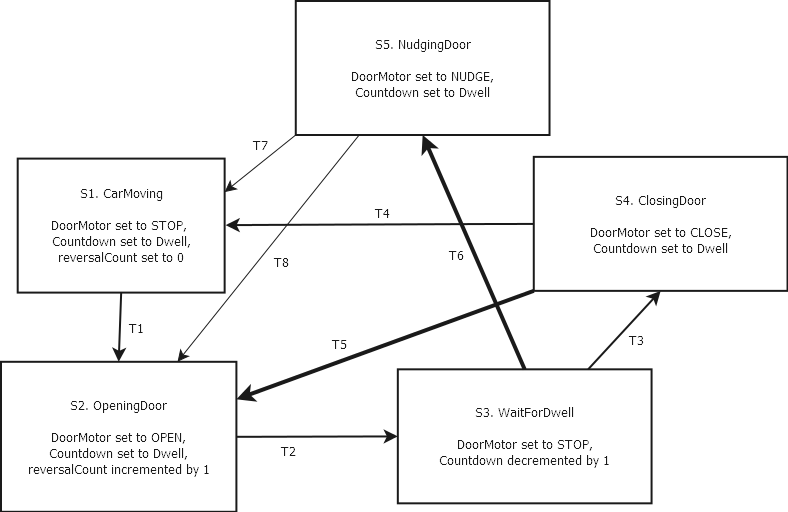 S5. NudgingDoor
DoorMotor set to NUDGE,
Countdown set to Dwell
T7
S1. CarMoving
DoorMotor set to STOP,
Countdown set to Dwell,
reversalCount set to 0
T4
S4. ClosingDoor
DoorMotor set to CLOSE,
Countdown set to Dwell
T8
T6
T1
T5
T3
S2. OpeningDoor
DoorMotor set to OPEN,
Countdown set to Dwell,
reversalCount incremented by 1
T2
S3. WaitForDwell
DoorMotor set to STOP,
Countdown decremented by 1